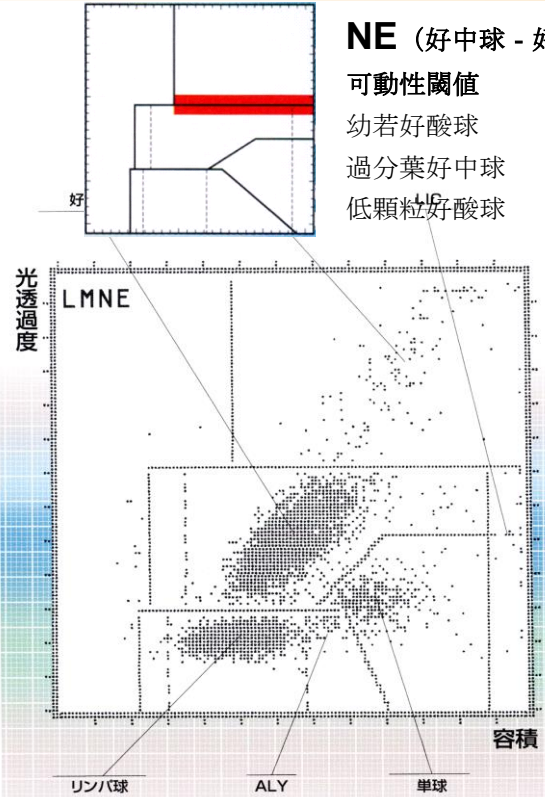 NE（好中球 - 好
可動性閾値
幼若好酸球
過分葉好中球
低顆粒好酸球
好
LIC
光透過度
LMNE
容積
リンパ球
ALY
単球